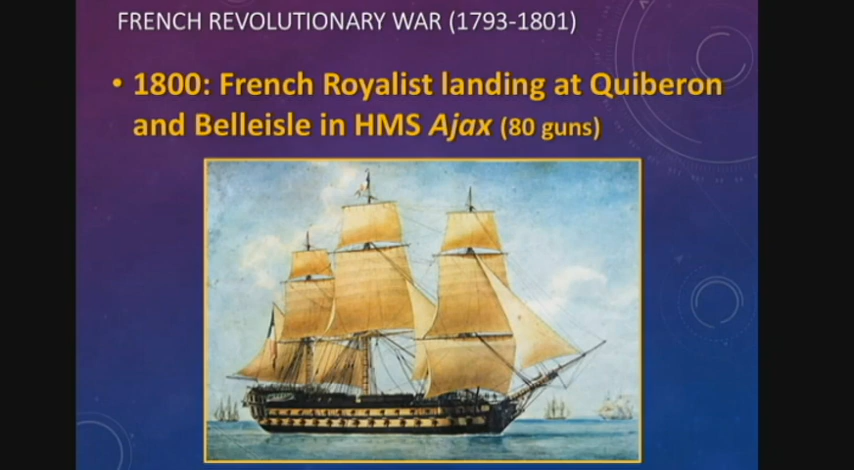 FRENCH REVOLUTIONARY WAR (1793-1801)
• 1800: French Royalist landing at Quiberon
and Belleisle in HMS Ajax (80 guns)